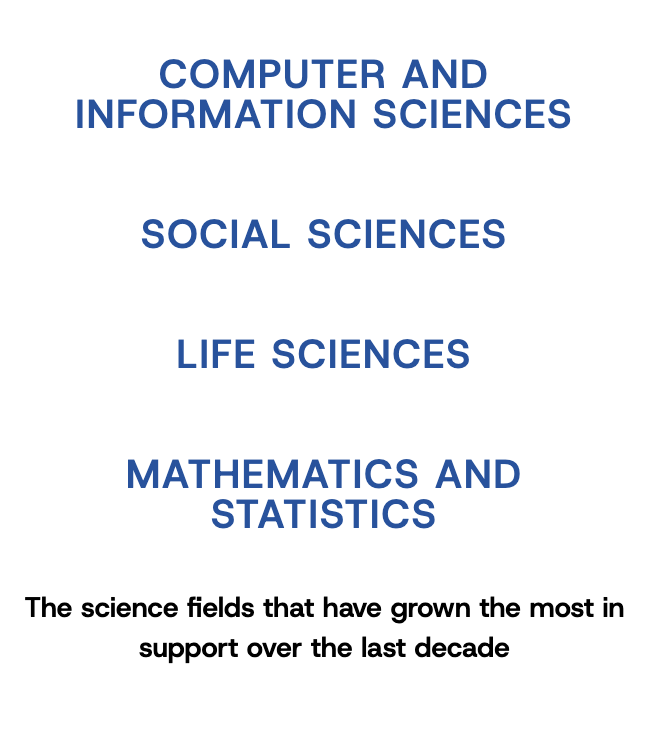 COMPUTER AND
INFORMATION SCIENCES
SOCIAL SCIENCES
LIFE SCIENCES
MATHEMATICS AND
STATISTICS
The science fields that have grown the most in
support over the last decade